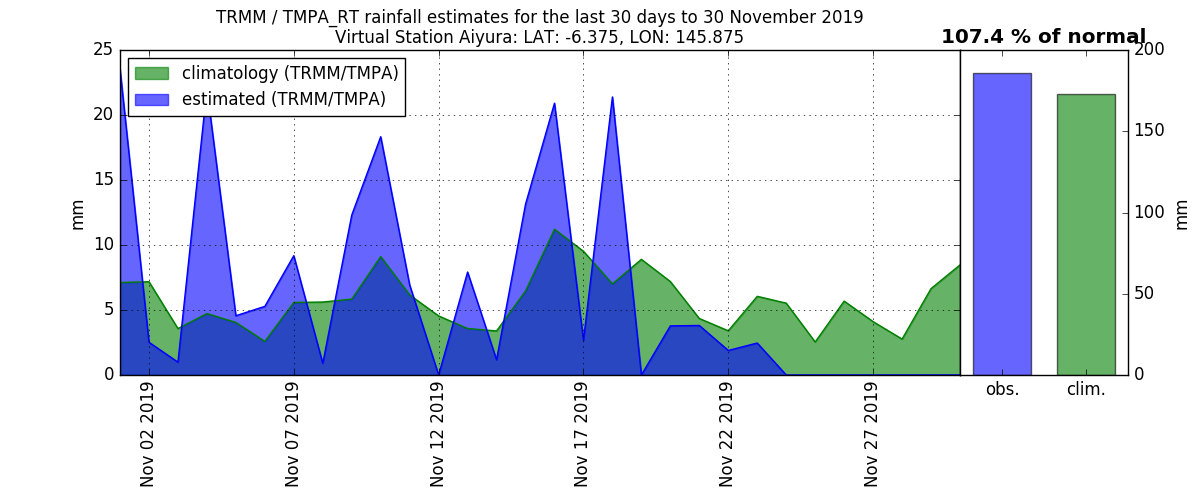 TRMM / TMPA_RT rainfall estimates for the last 30 days to 30 November 2019
Virtual Station Aiyura: LAT: -6.375, LON: 145.875
107.4 % of normal
climatology (TRMM/TMPA)
estimated (TRMM/TMPA)
25
20
15
10
5
0
mm
Nov 02 2019
Nov 07 2019
Nov 12 2019
Nov 17 2019
Nov 22 2019
Nov 27 2019
obs.
clim.
200
150
100
50
0
mm